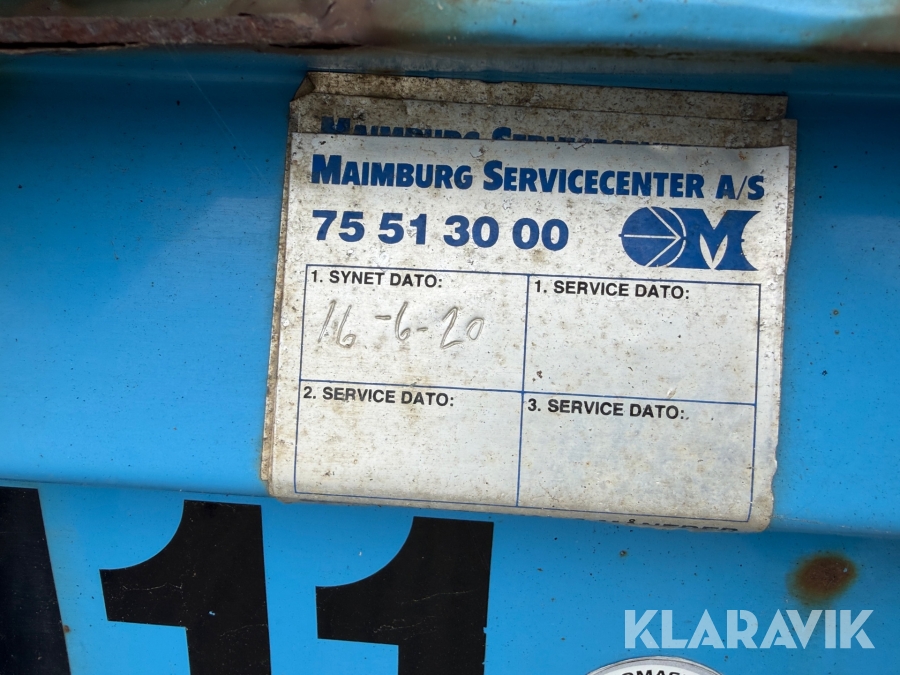 MAIMBURG SERVICECENTER A/S
75 51 30 00
M
1. SYNET DATO:
1. SERVICE DATO:
16-6-20
2. SERVICE DATO:
3. SERVICE DATO:
11
KLARAVIK